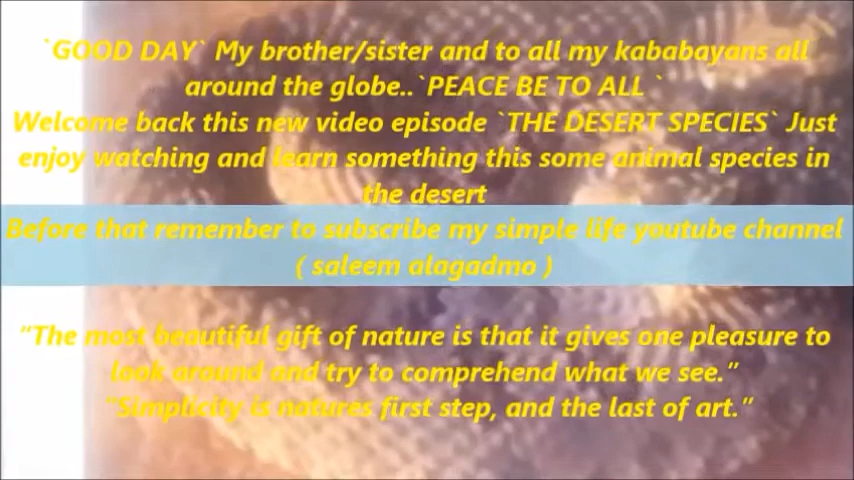 `GOOD DAY` My brother/sister and to all my kababayans all
around the globe..`PEACE BE TO ALL `
Welcome back this new video episode `THE DESERT SPECIES` Just
enjoy watching and learn something this some animal species in
the desert
Before that remember to subscribe my simple life youtube channel
( saleem alagadmo )
"The most beautiful gift of nature is that it gives one pleasure to
look around and try to comprehend what we see."
"Simplicity is natures first step, and the last of art."